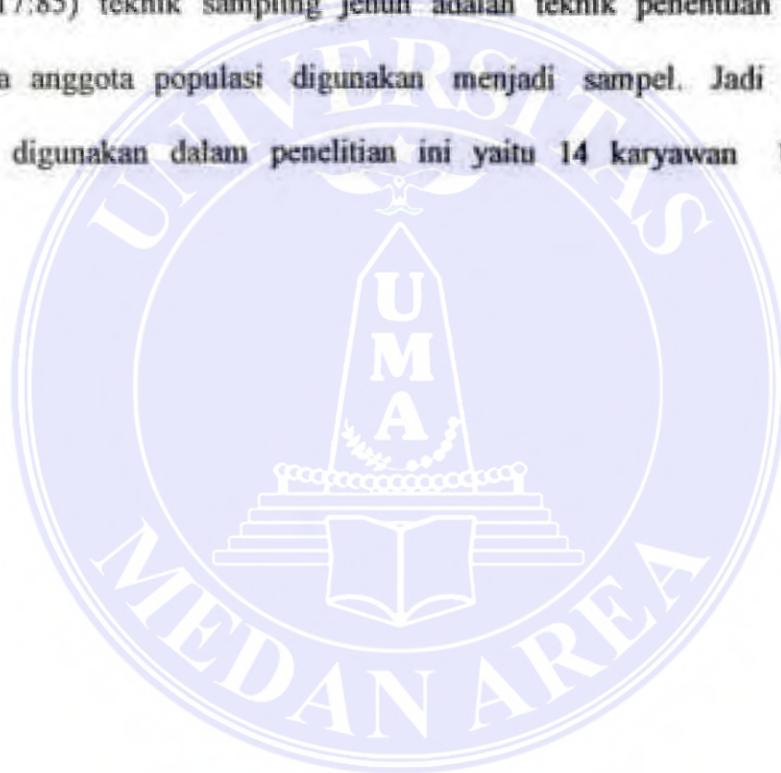 17:85) teknik sampling jenuh adalah teknik penentuan
a anggota populasi digunakan menjadi sampel. Jadi
digunakan dalam penelitian ini yaitu 14 karyawan
UNIVERSITAS
U
M
A
MEDAN AREA